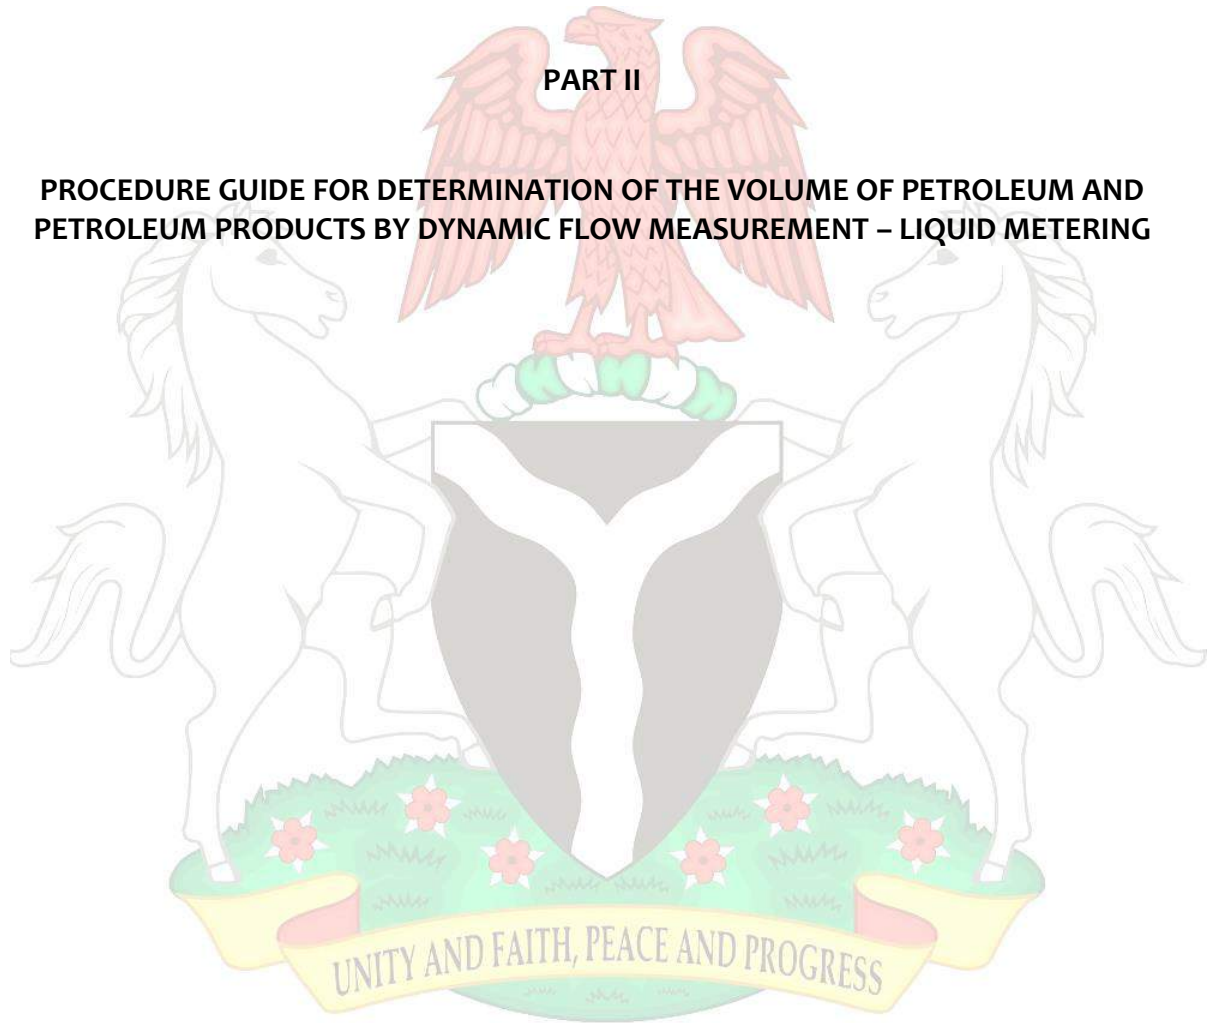 PART II
PROCEDURE GUIDE FOR DETERMINATION OF THE VOLUME OF PETROLEUM AND
PETROLEUM PRODUCTS BY DYNAMIC FLOW MEASUREMENT – LIQUID METERING
UNITY AND FAITH, PEACE AND PROGRESS